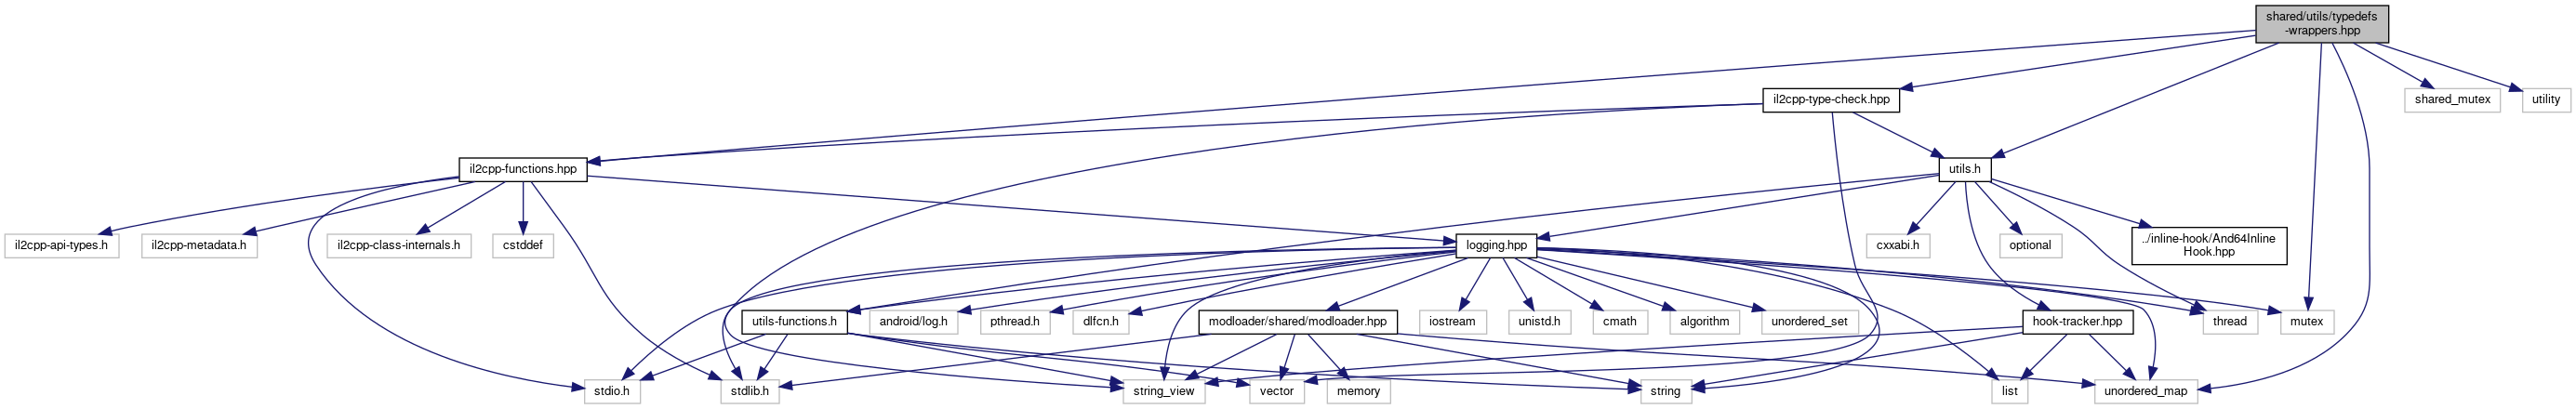 shared/utils/typedefs
-wrappers.hpp
il2cpp-type-check.hpp
shared_mutex
utility
il2cpp-functions.hpp
utils.h
il2cpp-api-types.h
il2cpp-metadata.h
il2cpp-class-internals.h
cstddef
logging.hpp
cxxabi.h
optional
../inline-hook/And64Inline
Hook.hpp
utils-functions.h
android/log.h
pthread.h
dlfcn.h
modloader/shared/modloader.hpp
iostream
unistd.h
cmath
algorithm
unordered_set
hook-tracker.hpp
thread
mutex
stdio.h
stdlib.h
string_view
vector
memory
string
list
unordered_map